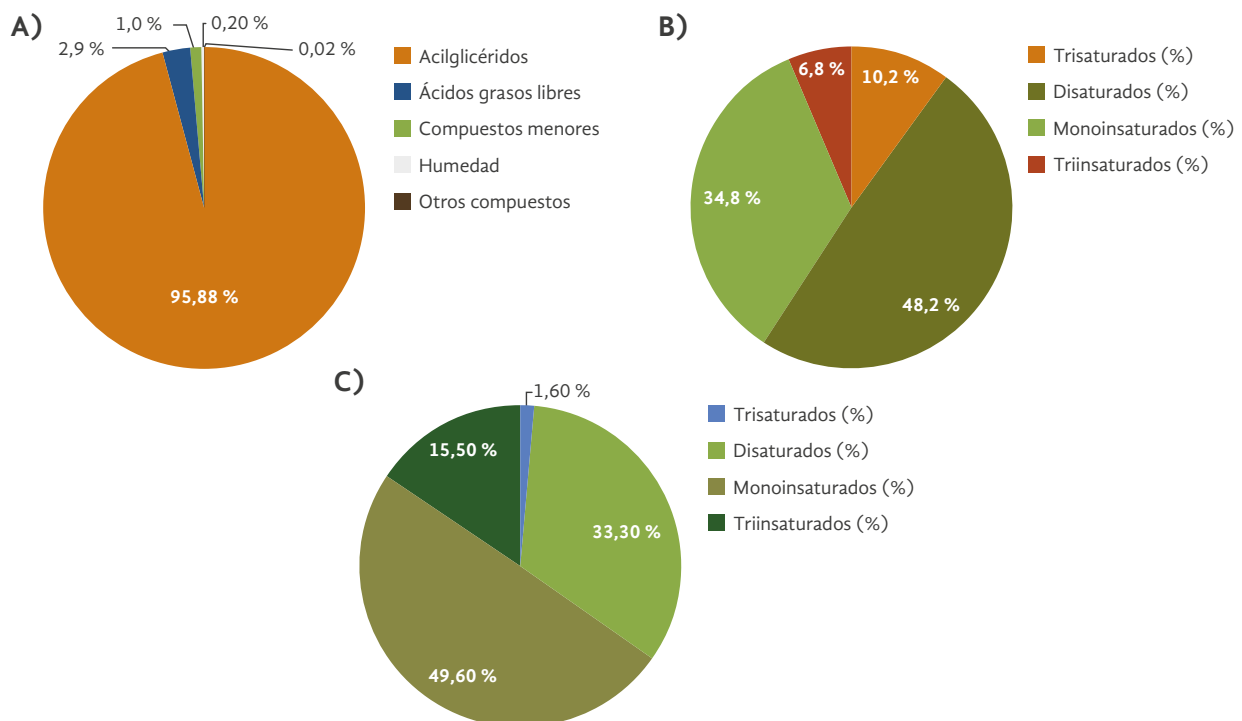 A)
1,0 %
0,20 %
2,9 %
0,02 %
95,88 %
Acilglicéridos
Ácidos grasos libres
Compuestos menores
Humedad
Otros compuestos
B)
6,8 %
10,2 %
34,8 %
48,2 %
Trisaturados (%)
Disaturados (%)
Monoinsaturados (%)
Triinsaturados (%)
C)
1,60 %
15,50 %
33,30 %
49,60 %
Trisaturados (%)
Disaturados (%)
Monoinsaturados (%)
Triinsaturados (%)